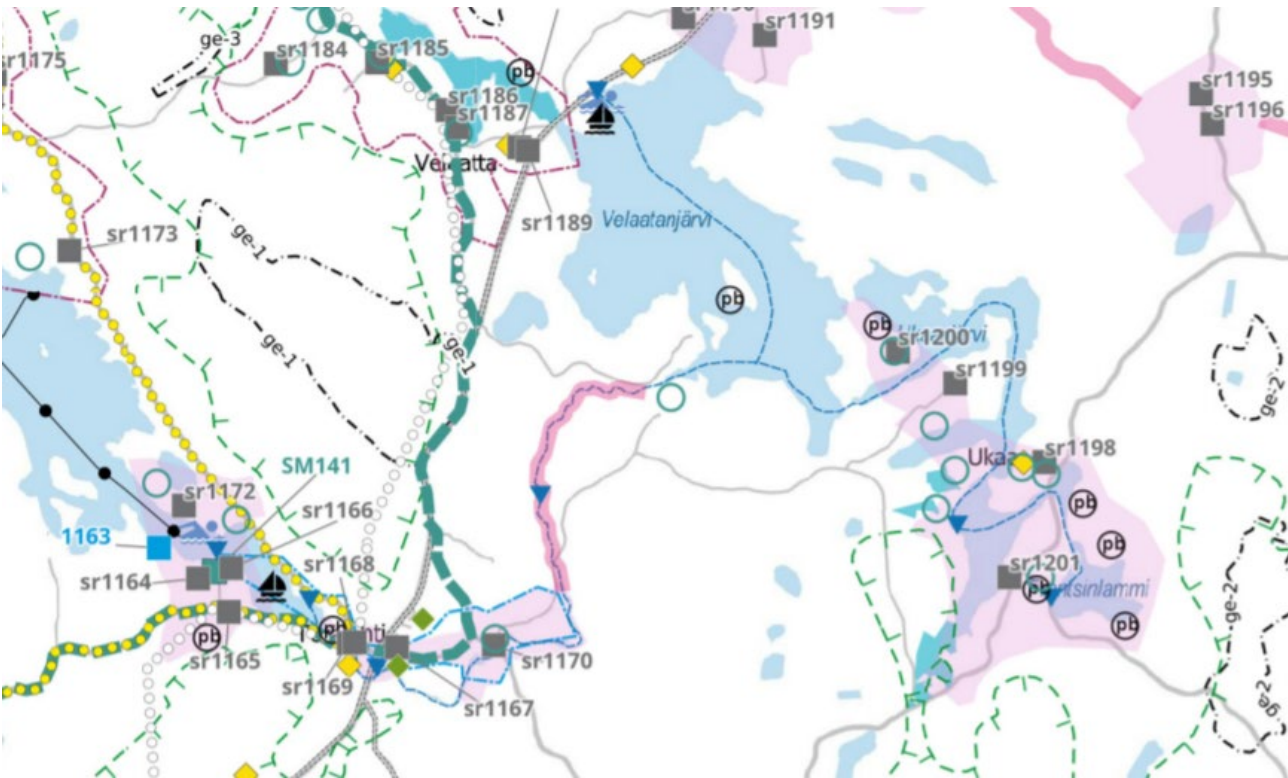 sr1191
ge-3
sr1184
sr1185
pb
sr1175
sr1195
sr1186
sr1196
sr1187
sr1189
Velaatanjärvi
sr1173
ge-1
pb
pb
ge-1
ge-1
sr1200
sr1199
ge-2
SM141
sr1198
sr1172
pb
sr1166
1163
pb
sr1168
sr1164
sr1201
pb
ge-2
pb
pb
pb
sr1165
sr1170
sr1169
ge-2
sr1167